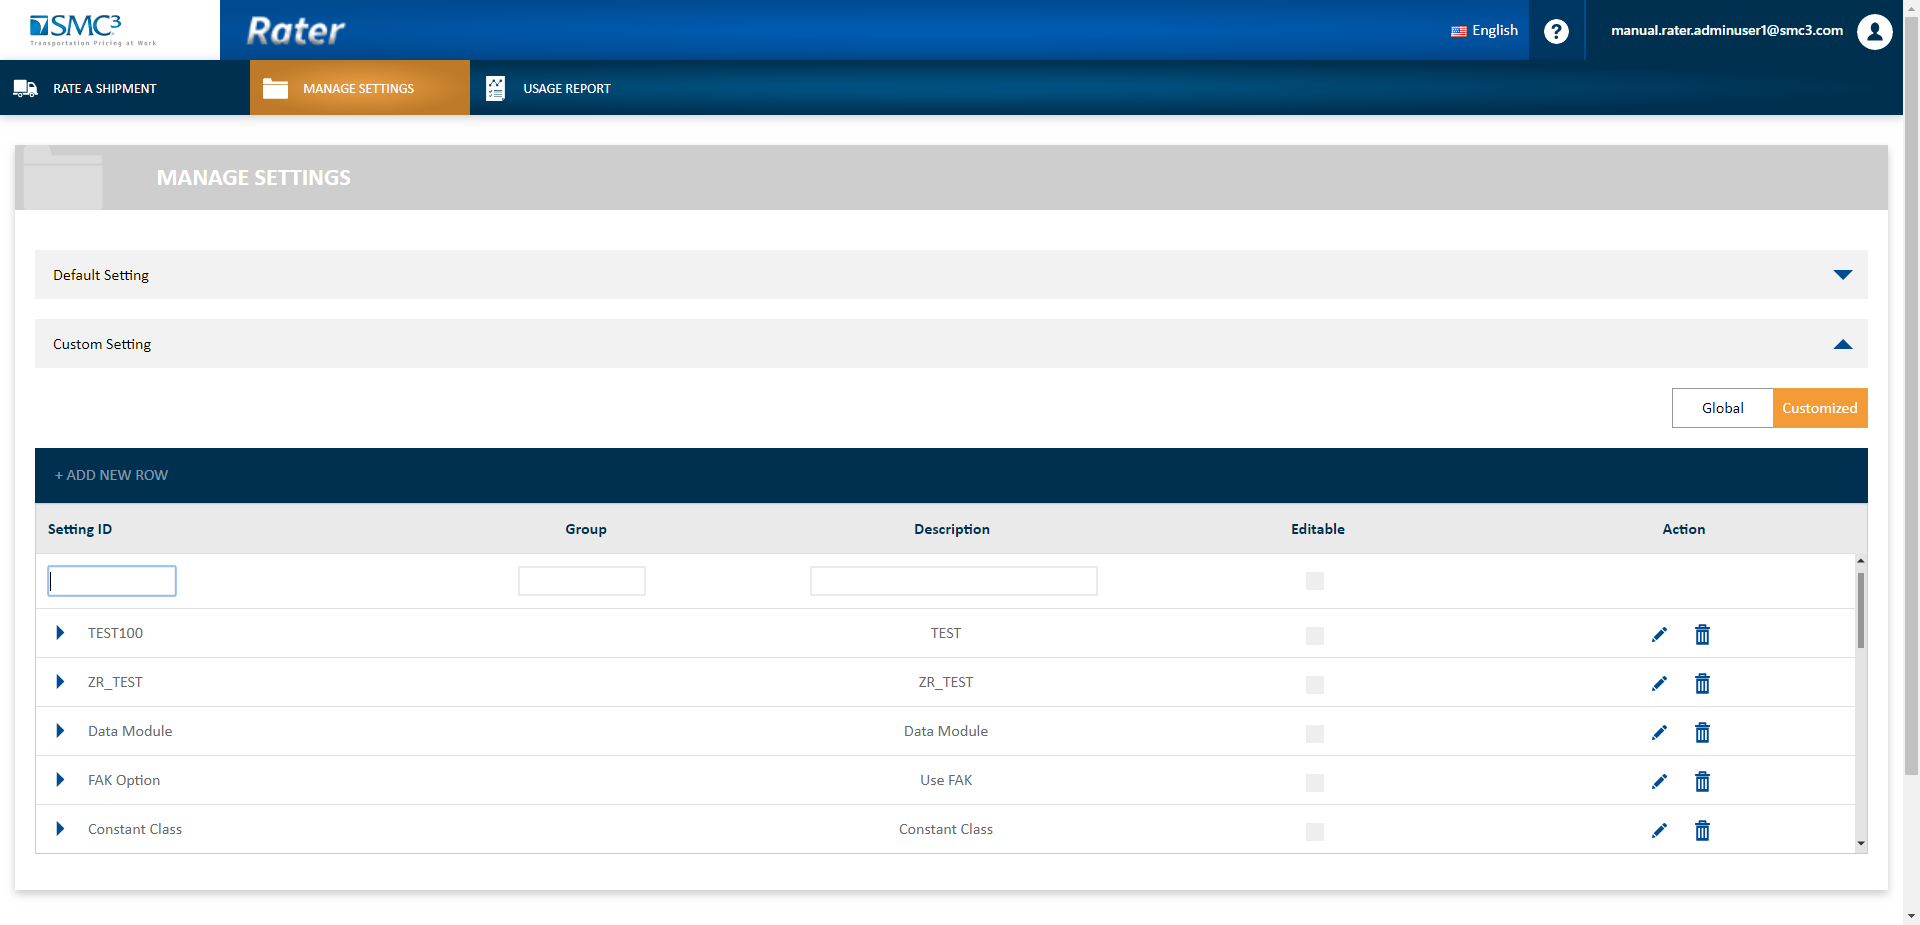 SMC³
Transportation Pricing at Work
Rater
English
?
manual.rater.adminuser1@smc3.com
RATE A SHIPMENT
MANAGE SETTINGS
USAGE REPORT
MANAGE SETTINGS
Default Setting
Custom Setting
Global
Customized
+ ADD NEW ROW
Setting ID Group Description Editable Action
TEST100 TEST
ZR_TEST ZR_TEST
Data Module Data Module
FAK Option Use FAK
Constant Class Constant Class